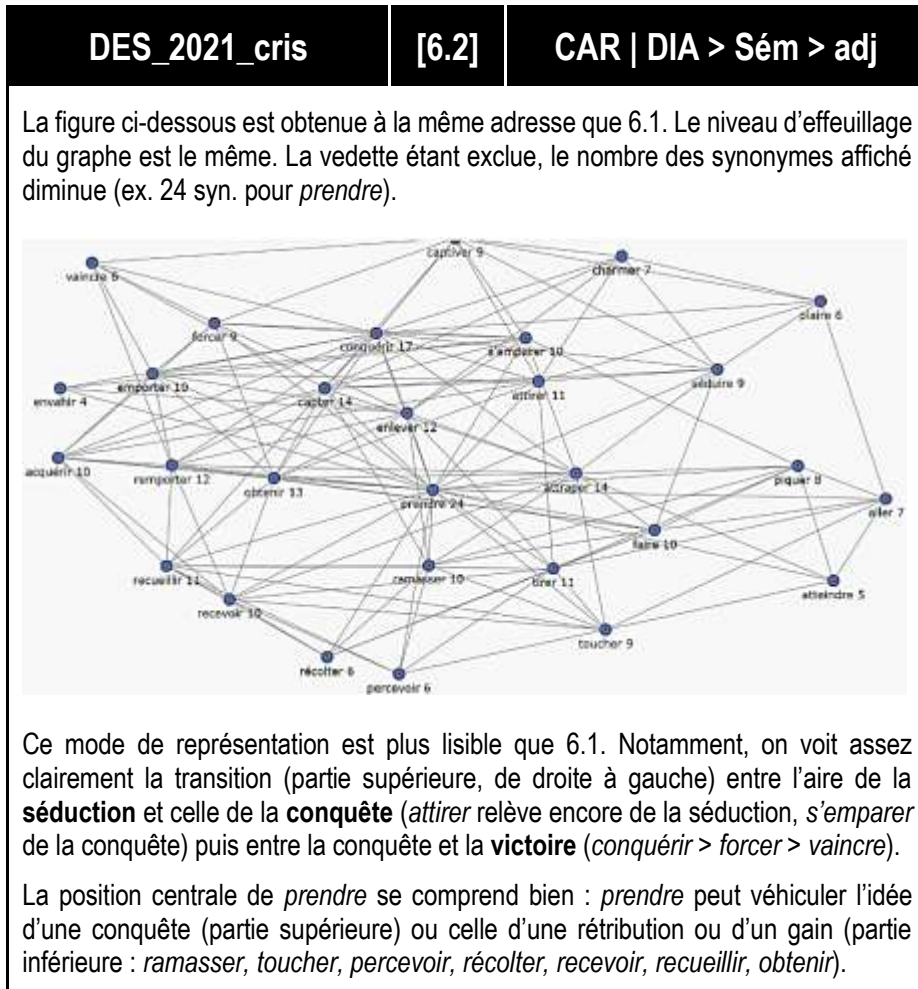 DES_2021_cris [6.2] CAR | DIA > Sém > adj
La figure ci-dessous est obtenue à la même adresse que 6.1. Le niveau d’effeuillage
du graphe est le même. La vedette étant exclue, le nombre des synonymes affiché
diminue (ex. 24 syn. pour prendre).
captiver 9
vaincre 6
charmer 7
plaire 6
forcer 9
conquérir 17
s'emparer 10
emporter 10
séduire 9
envahir 4
capter 14
attirer 11
enlever 12
acquérir 10
remporter 12
obtenir 13
prendre 24
attraper 14
piquer 8
aller 7
faire 10
recueillir 11
ramasser 10
tirer 11
atteindre 5
recevoir 10
toucher 9
récolter 6
percevoir 6
Ce mode de représentation est plus lisible que 6.1. Notamment, on voit assez
clairement la transition (partie supérieure, de droite à gauche) entre l’aire de la
séduction et celle de la conquête (attirer relève encore de la séduction, s’emparer
de la conquête) puis entre la conquête et la victoire (conquérir > forcer > vaincre).
La position centrale de prendre se comprend bien : prendre peut véhiculer l’idée
d’une conquête (partie supérieure) ou celle d’une rétribution ou d’un gain (partie
inférieure : ramasser, toucher, percevoir, récolter, recevoir, recueillir, obtenir).